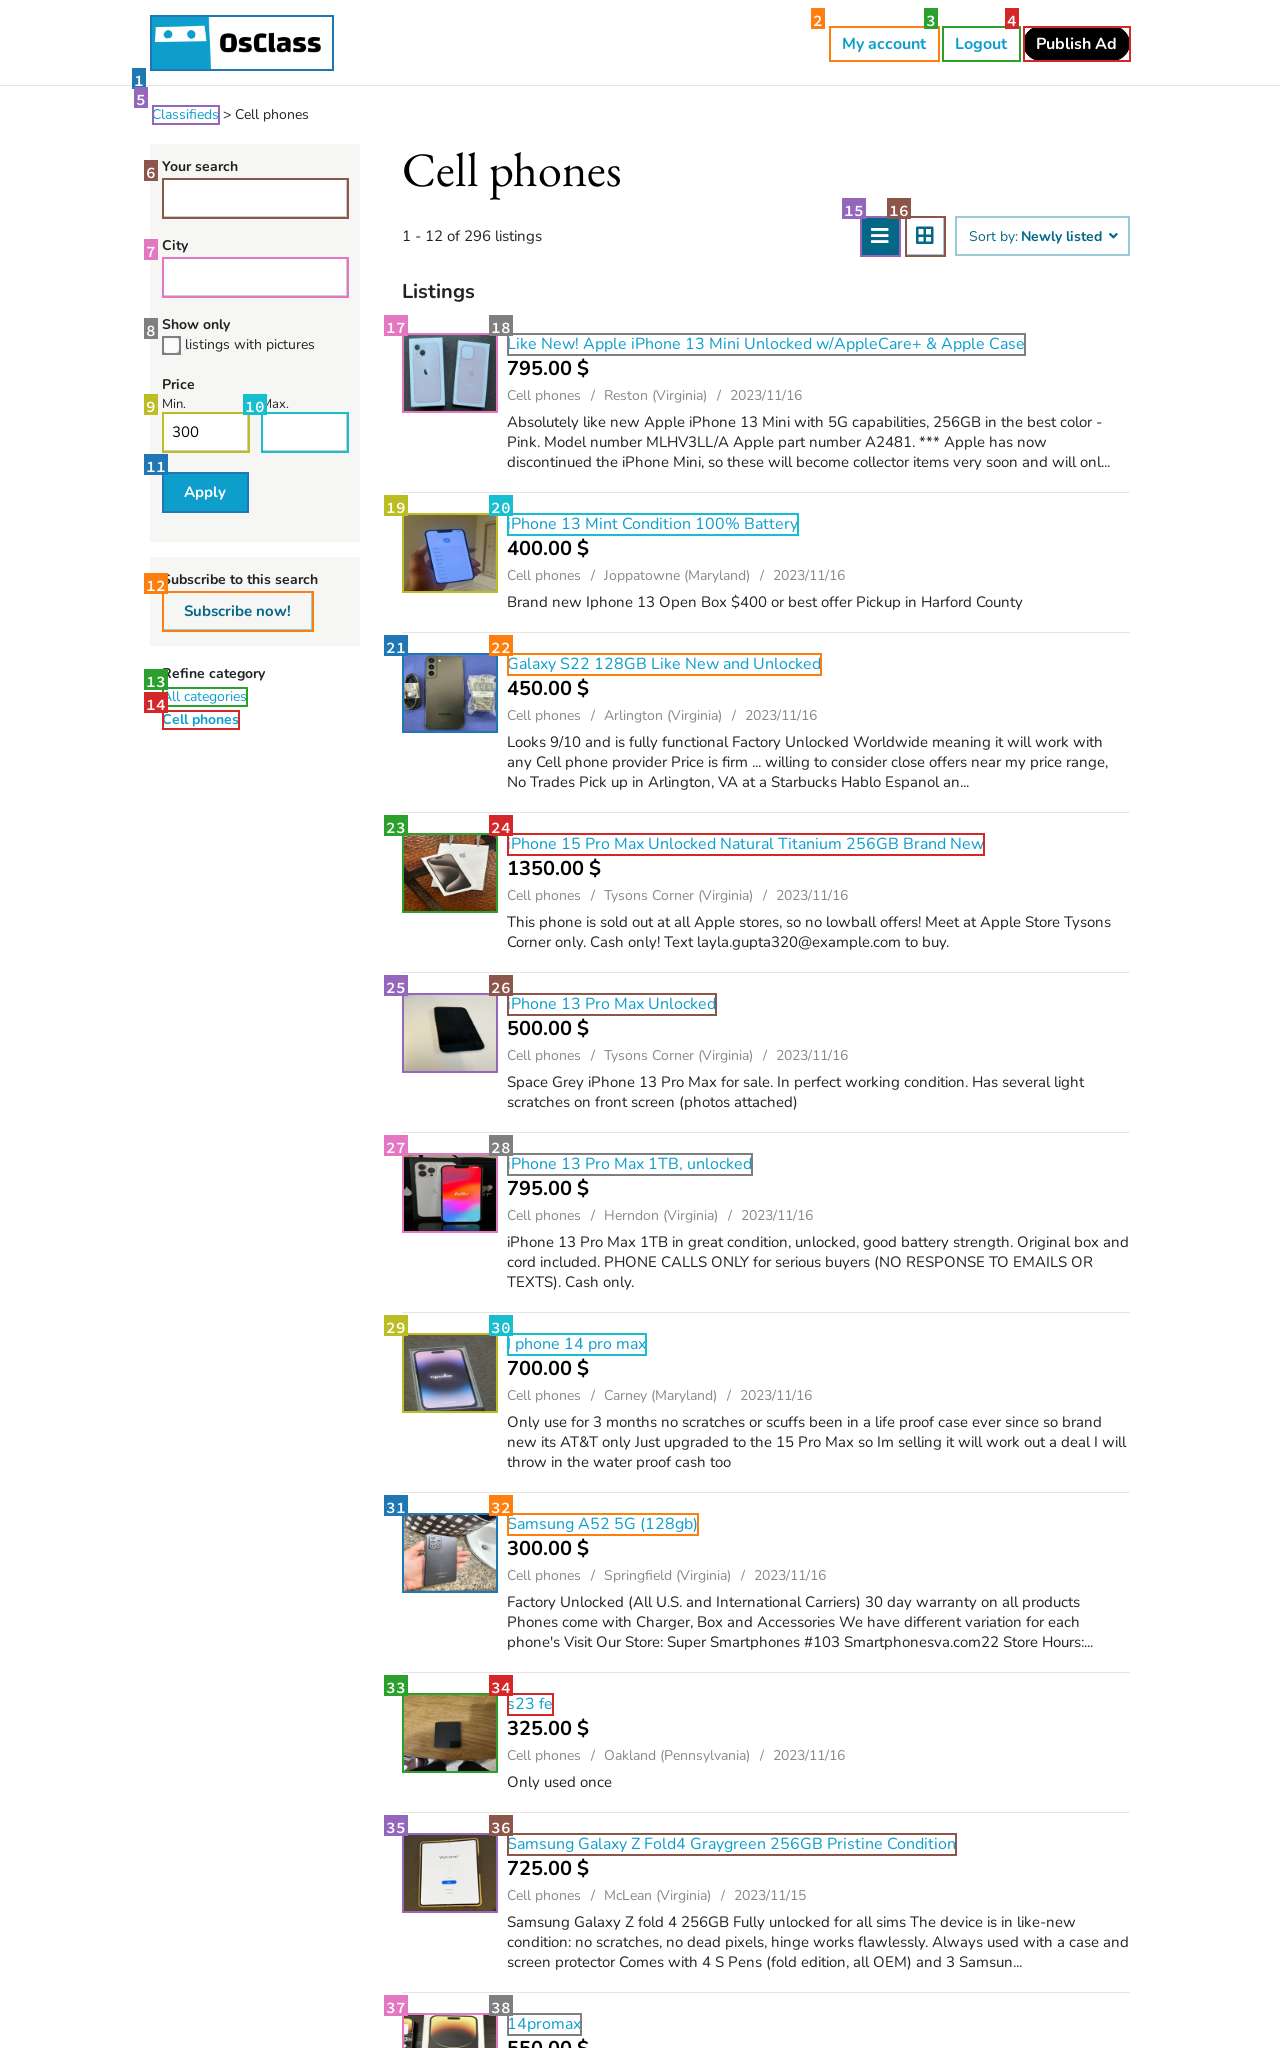 OsClass
1
2
My account
3
Logout
4
Publish Ad
5
Classifieds > Cell phones
6
Your search
7
City
8
Show only
listings with pictures
Price
9
Min.
10
Max.
300
11
Apply
12
Subscribe to this search
Subscribe now!
Refine category
13
All categories
14
Cell phones
Cell phones
1 - 12 of 296 listings
15
16
Sort by: Newly listed
Listings
17
18
Like New! Apple iPhone 13 Mini Unlocked w/AppleCare+ & Apple Case
795.00 $
Cell phones / Reston (Virginia) / 2023/11/16
Absolutely like new Apple iPhone 13 Mini with 5G capabilities, 256GB in the best color -
Pink. Model number MLHV3LL/A Apple part number A2481. *** Apple has now
discontinued the iPhone Mini, so these will become collector items very soon and will onl...
19
20
iPhone 13 Mint Condition 100% Battery
400.00 $
Cell phones / Joppatowne (Maryland) / 2023/11/16
Brand new Iphone 13 Open Box $400 or best offer Pickup in Harford County
21
22
Galaxy S22 128GB Like New and Unlocked
450.00 $
Cell phones / Arlington (Virginia) / 2023/11/16
Looks 9/10 and is fully functional Factory Unlocked Worldwide meaning it will work with
any Cell phone provider Price is firm ... willing to consider close offers near my price range,
No Trades Pick up in Arlington, VA at a Starbucks Hablo Espanol an...
23
24
iPhone 15 Pro Max Unlocked Natural Titanium 256GB Brand New
1350.00 $
Cell phones / Tysons Corner (Virginia) / 2023/11/16
This phone is sold out at all Apple stores, so no lowball offers! Meet at Apple Store Tysons
Corner only. Cash only! Text layla.gupta320@example.com to buy.
25
26
iPhone 13 Pro Max Unlocked
500.00 $
Cell phones / Tysons Corner (Virginia) / 2023/11/16
Space Grey iPhone 13 Pro Max for sale. In perfect working condition. Has several light
scratches on front screen (photos attached)
27
28
iPhone 13 Pro Max 1TB, unlocked
795.00 $
Cell phones / Herndon (Virginia) / 2023/11/16
iPhone 13 Pro Max 1TB in great condition, unlocked, good battery strength. Original box and
cord included. PHONE CALLS ONLY for serious buyers (NO RESPONSE TO EMAILS OR
TEXTS). Cash only.
29
30
I phone 14 pro max
700.00 $
Cell phones / Carney (Maryland) / 2023/11/16
Only use for 3 months no scratches or scuffs been in a life proof case ever since so brand
new its AT&T only Just upgraded to the 15 Pro Max so Im selling it will work out a deal I will
throw in the water proof cash too
31
32
Samsung A52 5G (128gb)
300.00 $
Cell phones / Springfield (Virginia) / 2023/11/16
Factory Unlocked (All U.S. and International Carriers) 30 day warranty on all products
Phones come with Charger, Box and Accessories We have different variation for each
phone's Visit Our Store: Super Smartphones #103 Smartphonesva.com22 Store Hours:...
33
34
s23 fe
325.00 $
Cell phones / Oakland (Pennsylvania) / 2023/11/16
Only used once
35
36
Samsung Galaxy Z Fold4 Graygreen 256GB Pristine Condition
725.00 $
Cell phones / McLean (Virginia) / 2023/11/15
Samsung Galaxy Z fold 4 256GB Fully unlocked for all sims The device is in like-new
condition: no scratches, no dead pixels, hinge works flawlessly. Always used with a case and
screen protector Comes with 4 S Pens (fold edition, all OEM) and 3 Samsun...
37
38
14promax
550.00 $